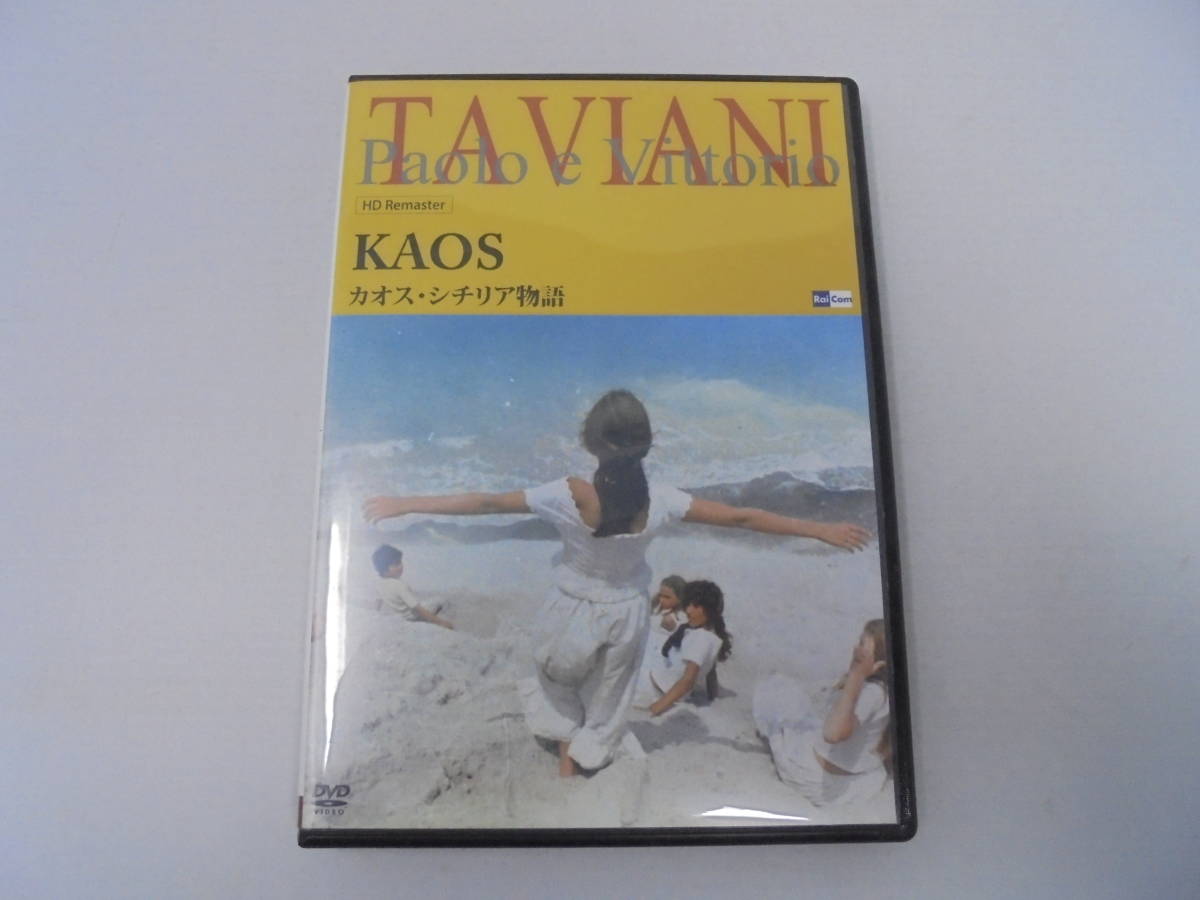 TAVIANI
Paolo e Vittorio
HD Remaster
KAOS
カオス・シチリア物語
Rai Com
DVD
VIDEO